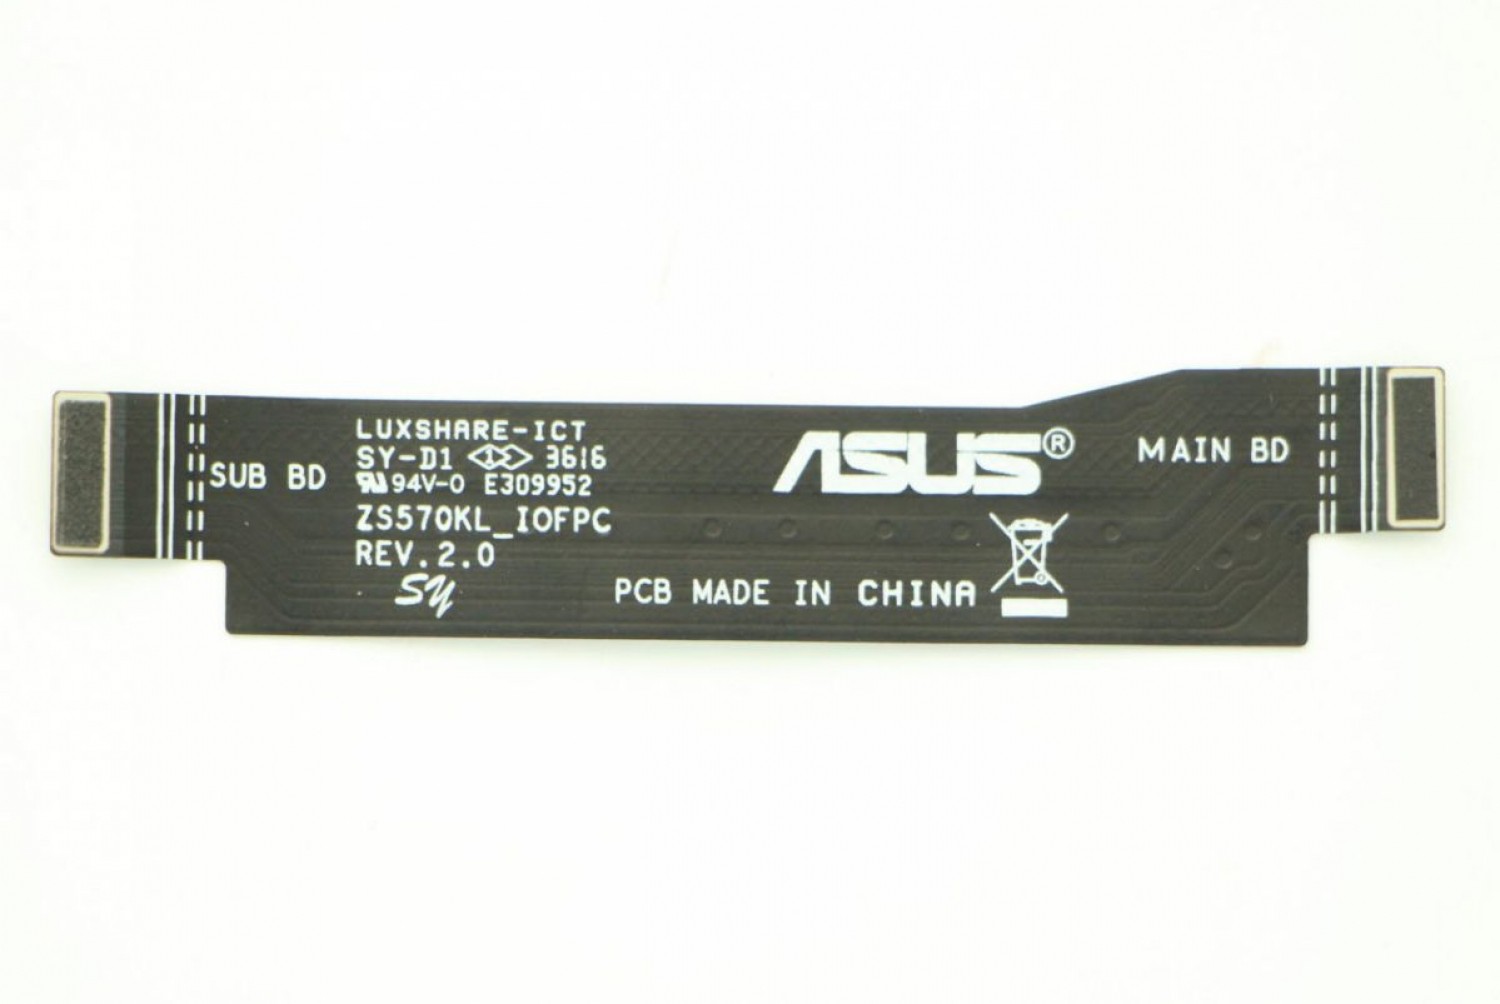 SUB BD
LUXSHARE-ICT
SY-D1 3616
94V-0 E309952
ZS570KL_IOFPC
REV.2.0
SY
ASUS®
PCB MADE IN CHINA
MAIN BD